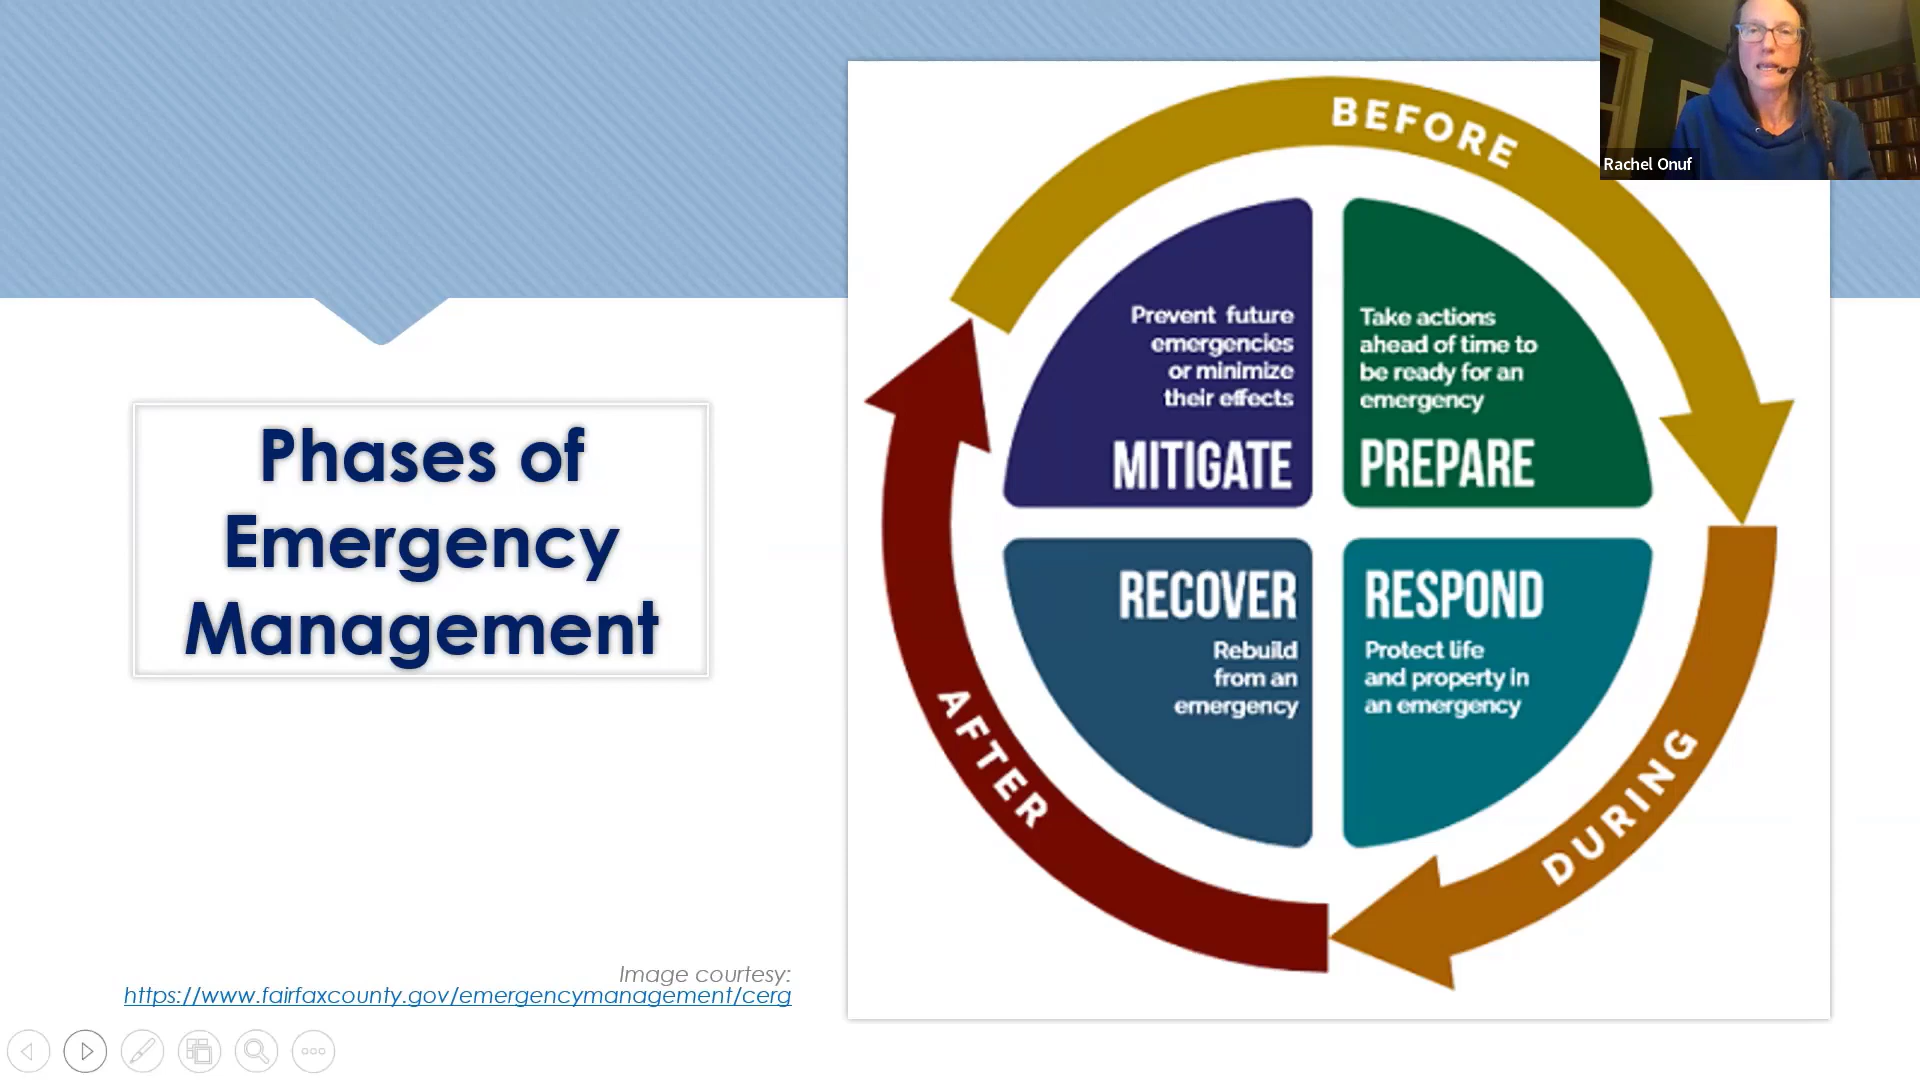 Phases of
Emergency
Management
Image courtesy:
https://www.fairfaxcounty.gov/emergencymanagement/cerg
BEFORE
Prevent future
emergencies
or minimize
their effects
MITIGATE
Take actions
ahead of time to
be ready for an
emergency
PREPARE
RECOVER
Rebuild
from an
emergency
RESPOND
Protect life
and property in
an emergency
AFTER
DURING
Rachel Onuf